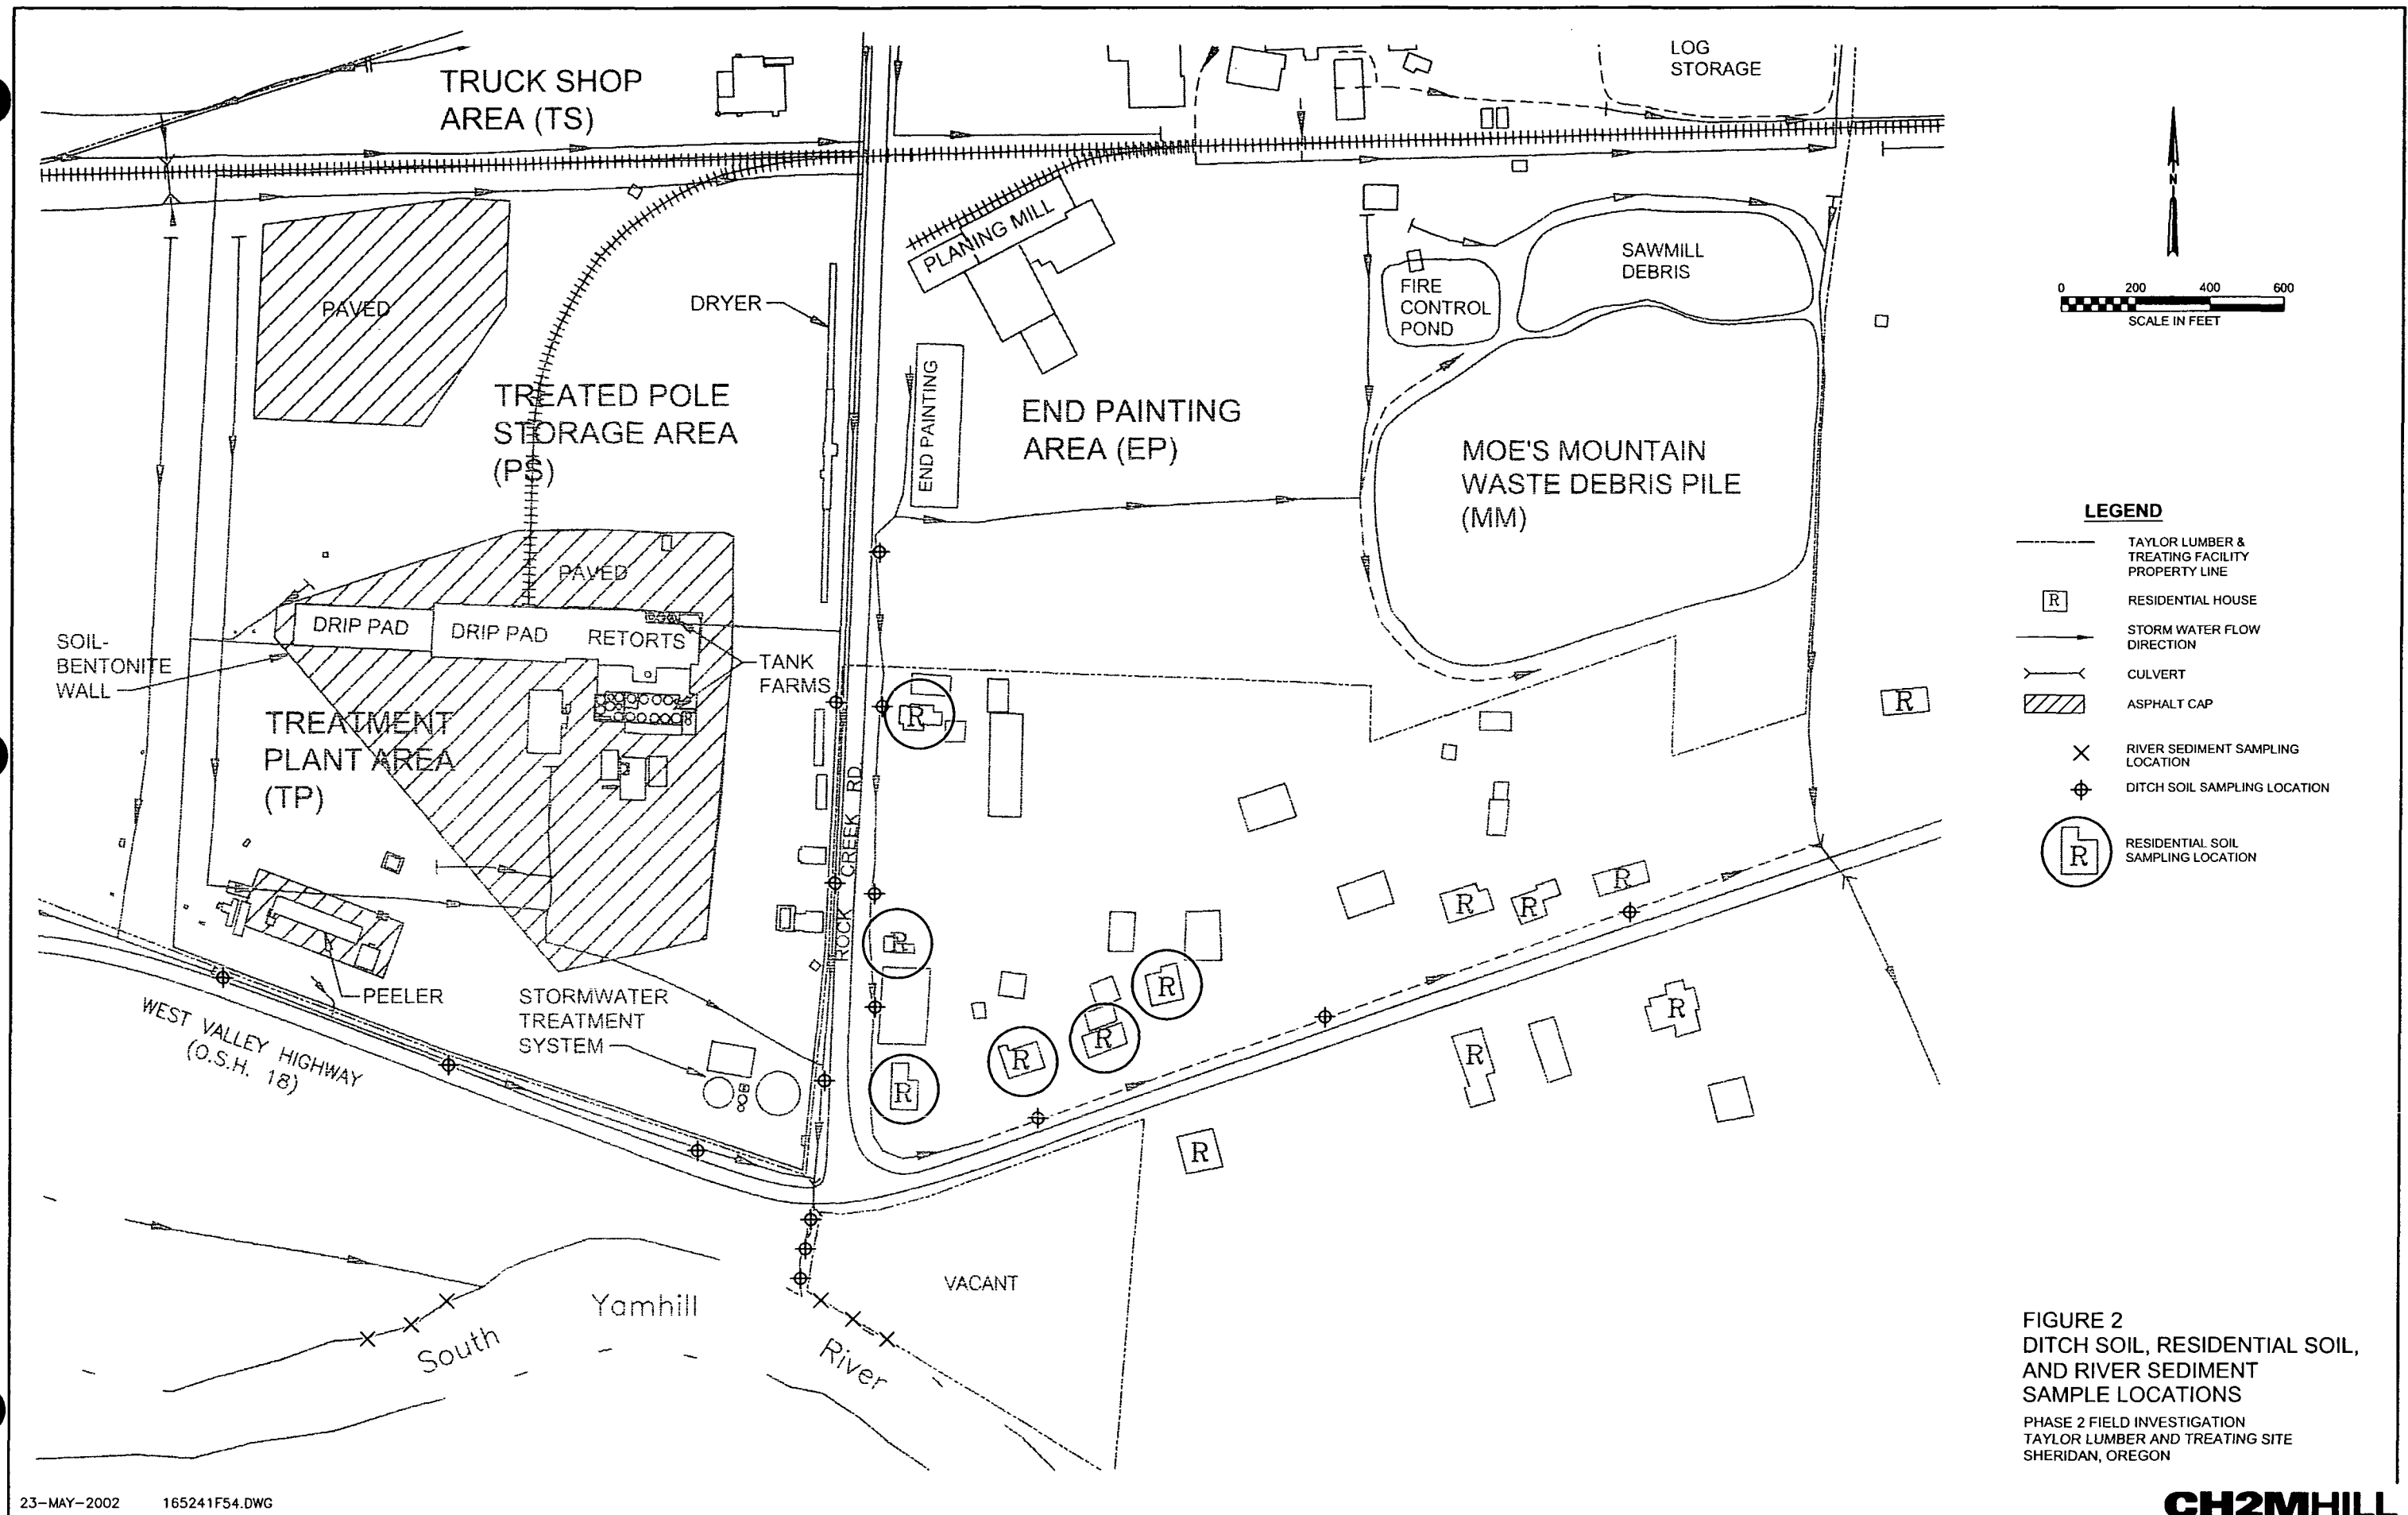 TRUCK SHOP
AREA (TS)
LOG
STORAGE
N
PLANING MILL
PAVED
DRYER
SAWMILL
DEBRIS
FIRE
CONTROL
POND
0 200 400 600
SCALE IN FEET
TREATED POLE
STORAGE AREA
(PS)
END PAINTING
END PAINTING
AREA (EP)
MOE'S MOUNTAIN
WASTE DEBRIS PILE
(MM)
LEGEND
TAYLOR LUMBER &
TREATING FACILITY
PROPERTY LINE
R
RESIDENTIAL HOUSE
STORM WATER FLOW
DIRECTION
CULVERT
ASPHALT CAP
RIVER SEDIMENT SAMPLING
LOCATION
DITCH SOIL SAMPLING LOCATION
R
RESIDENTIAL SOIL
SAMPLING LOCATION
PAVED
DRIP PAD
DRIP PAD
RETORTS
SOIL-
BENTONITE
WALL
TANK
FARMS
TREATMENT
PLANT AREA
(TP)
ROCK CREEK RD
R
R
R
R
R
R
R
R
R
R
R
R
R
PEELER
STORMWATER
TREATMENT
SYSTEM
WEST VALLEY HIGHWAY
(O.S.H. 18)
VACANT
South Yamhill River
FIGURE 2
DITCH SOIL, RESIDENTIAL SOIL,
AND RIVER SEDIMENT
SAMPLE LOCATIONS
PHASE 2 FIELD INVESTIGATION
TAYLOR LUMBER AND TREATING SITE
SHERIDAN, OREGON
23-MAY-2002 165241F54.DWG
CH2MHILL